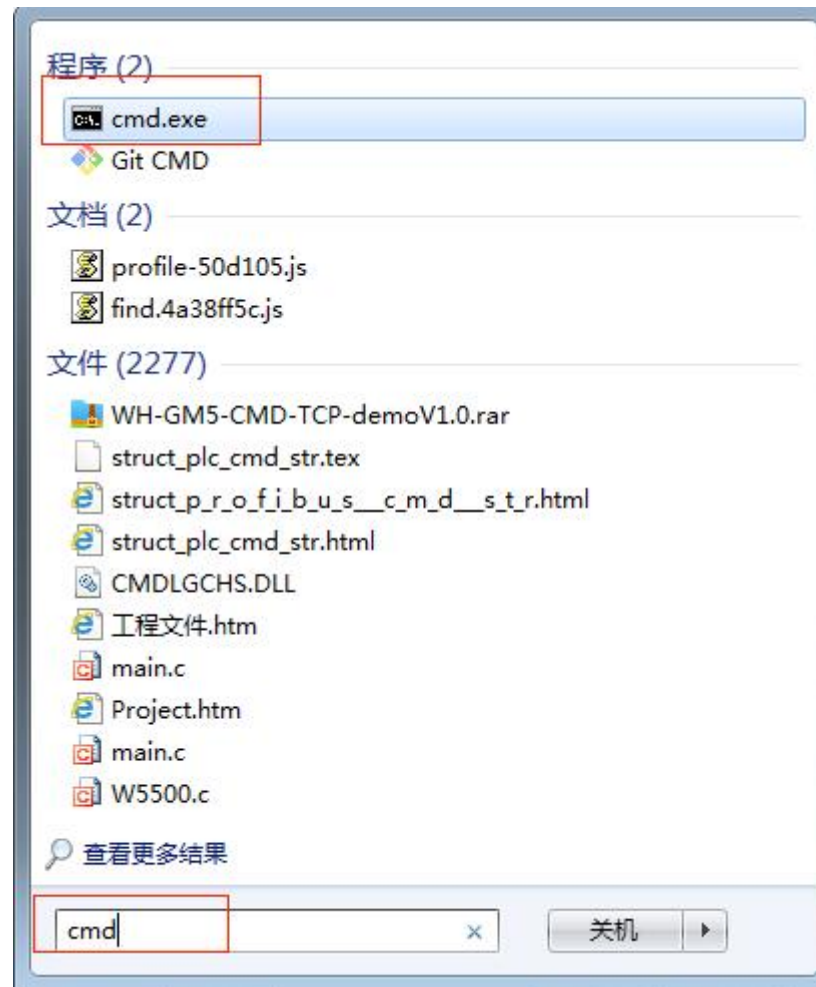 程序 (2)
cmd.exe
Git CMD
文档 (2)
profile-50d105.js
find.4a38ff5c.js
文件 (2277)
WH-GM5-CMD-TCP-demoV1.0.rar
struct_plc_cmd_str.tex
struct_p_r_o_f_i_b_u_s__c_m_d__s_t_r.html
struct_plc_cmd_str.html
CMDLGCHS.DLL
工程文件.htm
main.c
Project.htm
main.c
W5500.c
查看更多结果
cmd 关机